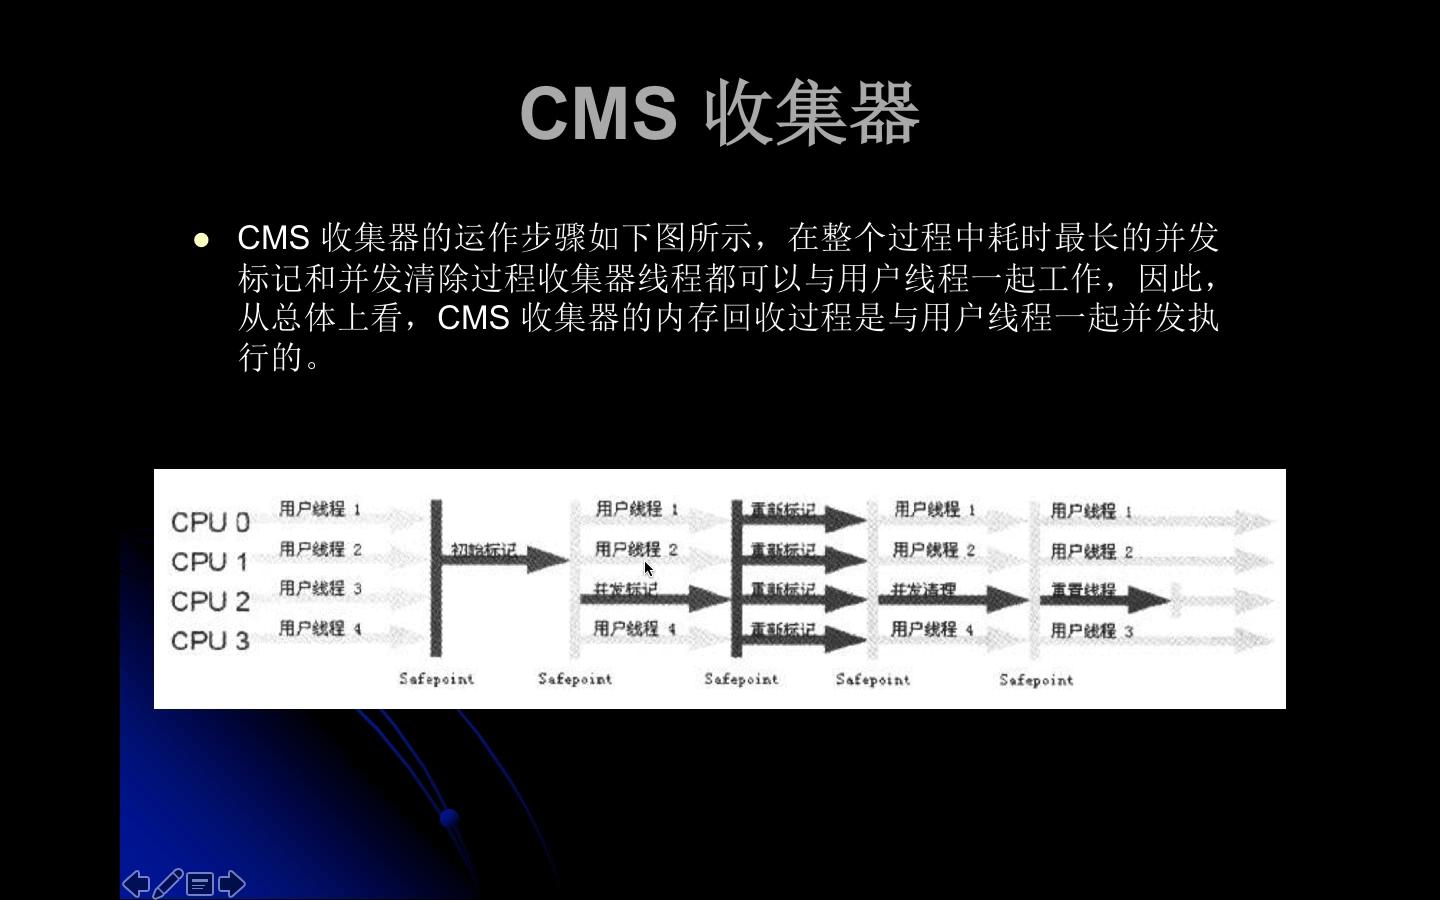 CMS 收集器
CMS 收集器的运作步骤如下图所示，在整个过程中耗时最长的并发
标记和并发清除过程收集器线程都可以与用户线程一起工作，因此，
从总体上看，CMS 收集器的内存回收过程是与用户线程一起并发执
行的。
CPU 0 用户线程 1 用户线程 1 重新标记 用户线程 1 用户线程 1
CPU 1 用户线程 2 初始标记 用户线程 2 重新标记 用户线程 2 用户线程 2
CPU 2 用户线程 3 并发标记 重新标记 并发清理 重置线程
CPU 3 用户线程 4 用户线程 4 重新标记 用户线程 4 用户线程 3
Safepoint Safepoint Safepoint Safepoint Safepoint